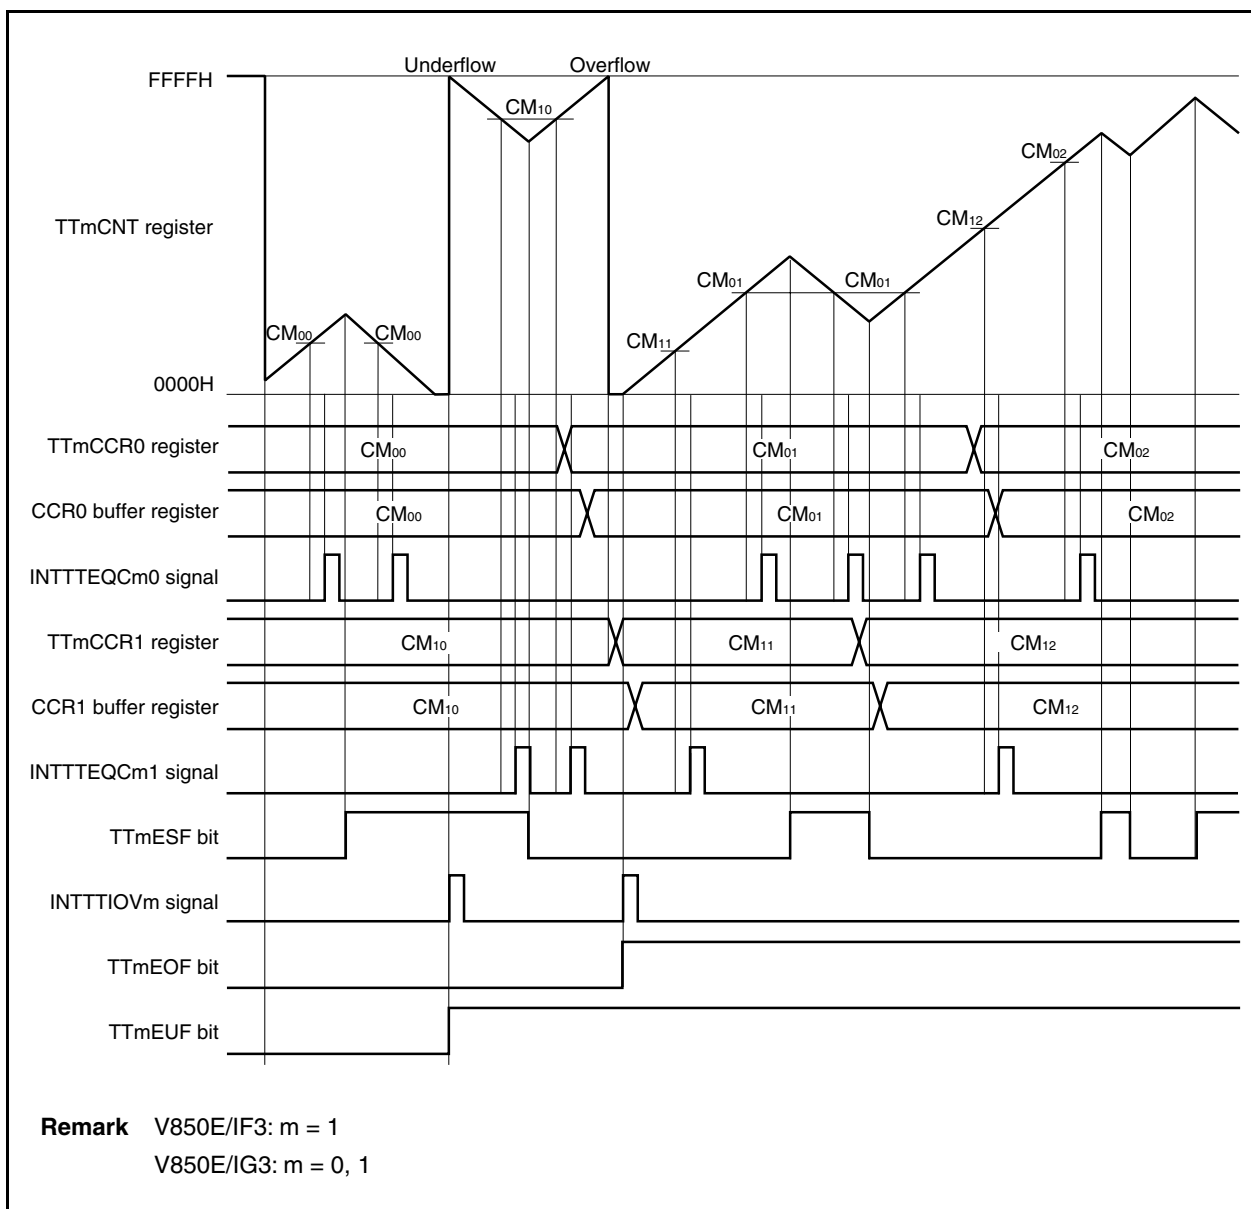 Underflow Overflow
FFFFH
CM10
CM02
CM12
TTmCNT register
CM01 CM01
CM00 CM00
CM11
0000H
TTmCCR0 register
CM00 CM01 CM02
CCR0 buffer register
CM00 CM01 CM02
INTTTEQCm0 signal
TTmCCR1 register
CM10 CM11 CM12
CCR1 buffer register
CM10 CM11 CM12
INTTTEQCm1 signal
TTmESF bit
INTTTIOVm signal
TTmEOF bit
TTmEUF bit
Remark V850E/IF3: m = 1
V850E/IG3: m = 0, 1